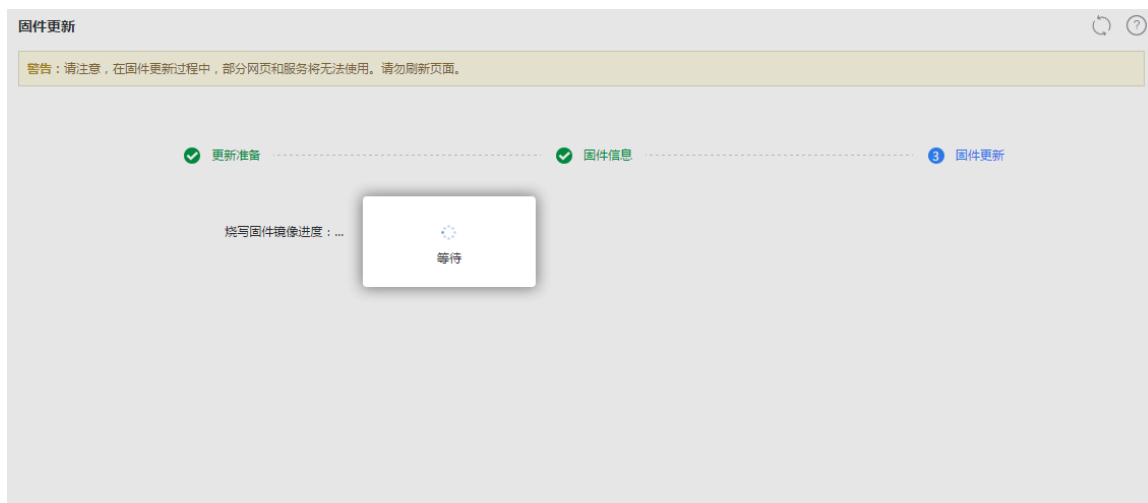 固件更新
警告：请注意，在固件更新过程中，部分网页和服务将无法使用。请勿刷新页面。
更新准备 固件信息 3 固件更新
烧写固件镜像进度：...
等待